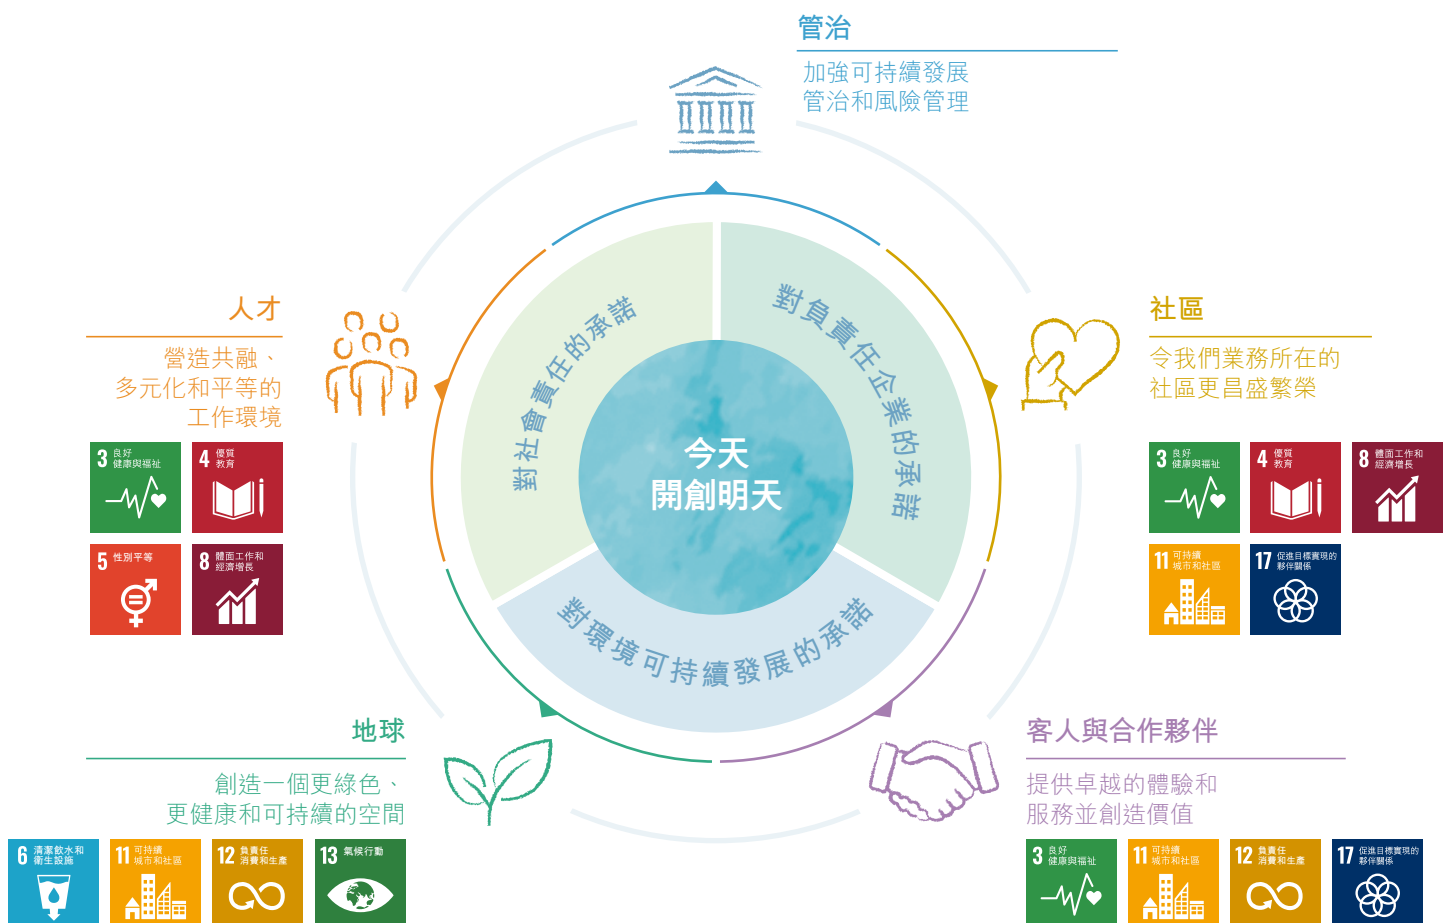 管治
加強可持續發展
管治和風險管理
人才
營造共融、
多元化和平等的
工作環境
3 良好
健康與福祉
4 優質
教育
5 性別平等
8 體面工作和
經濟增長
社區
令我們業務所在的
社區更昌盛繁榮
3 良好
健康與福祉
4 優質
教育
8 體面工作和
經濟增長
11 可持續
城市和社區
17 促進目標實現的
夥伴關係
對社會責任的承諾
對負責任企業的承諾
今天
開創明天
對環境可持續發展的承諾
地球
創造一個更綠色、
更健康和可持續的空間
6 清潔飲水和
衛生設施
11 可持續
城市和社區
12 負責任
消費和生產
13 氣候行動
客人與合作夥伴
提供卓越的體驗和
服務並創造價值
3 良好
健康與福祉
11 可持續
城市和社區
12 負責任
消費和生產
17 促進目標實現的
夥伴關係